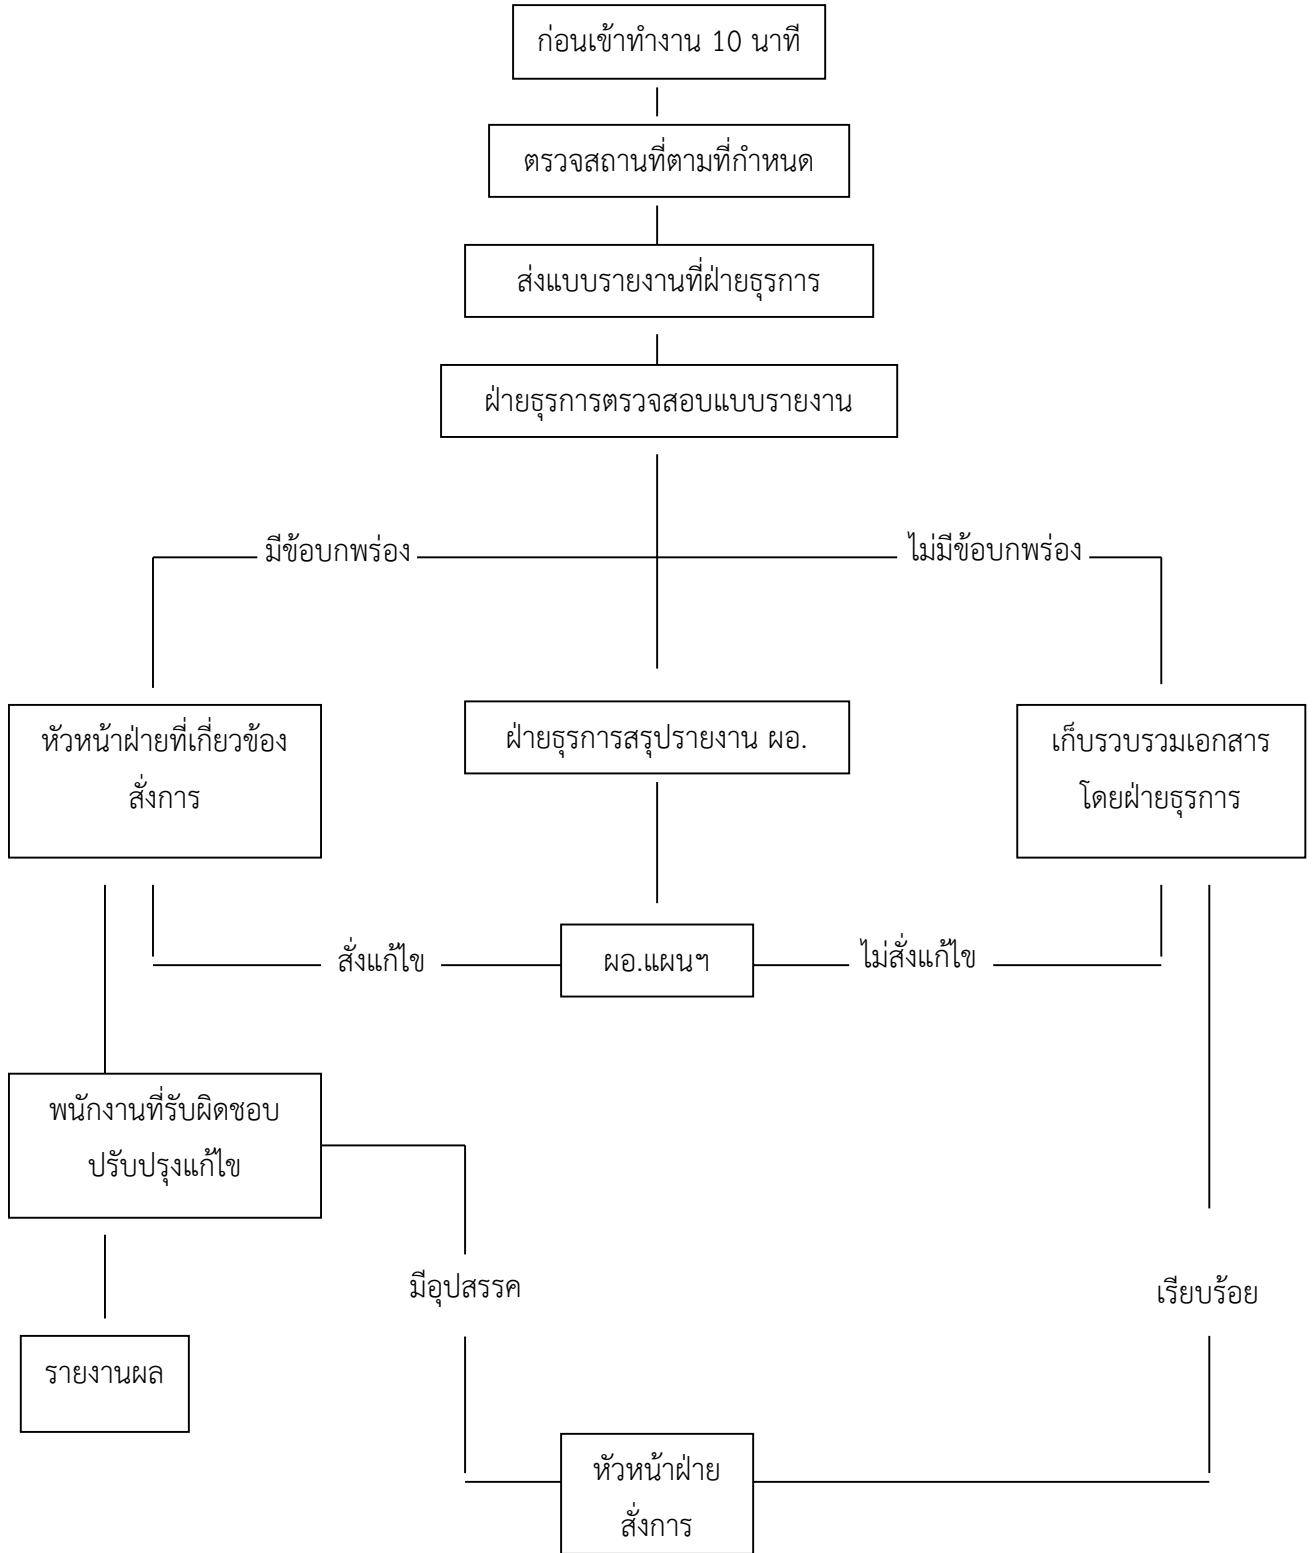 ก่อนเข้าทำงาน 10 นาที
ตรวจสถานที่ตามที่กำหนด
ส่งแบบรายงานที่ฝ่ายธุรการ
ฝ่ายธุรการตรวจสอบแบบรายงาน
มีข้อบกพร่อง
ไม่มีข้อบกพร่อง
หัวหน้าฝ่ายที่เกี่ยวข้อง
สั่งการ
ฝ่ายธุรการสรุปรายงาน ผอ.
เก็บรวบรวมเอกสาร
โดยฝ่ายธุรการ
สั่งแก้ไข
ผอ.แผนฯ
ไม่สั่งแก้ไข
พนักงานที่รับผิดชอบ
ปรับปรุงแก้ไข
มีอุปสรรค
เรียบร้อย
รายงานผล
หัวหน้าฝ่าย
สั่งการ